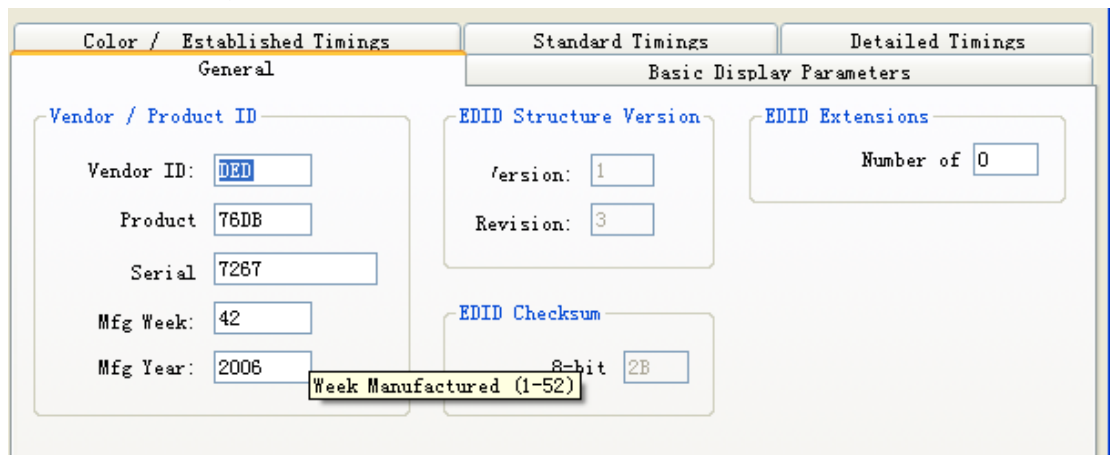 Color /  Established Timings
Standard Timings
Detailed Timings
General
Basic Display Parameters
Vendor / Product ID
Vendor ID: DED
Product 76DB
Serial 7267
Mfg Week: 42
Mfg Year: 2006
EDID Structure Version
ersion: 1
Revision: 3
EDID Checksum
8-bit 2B
Week Manufactured (1-52)
EDID Extensions
Number of 0